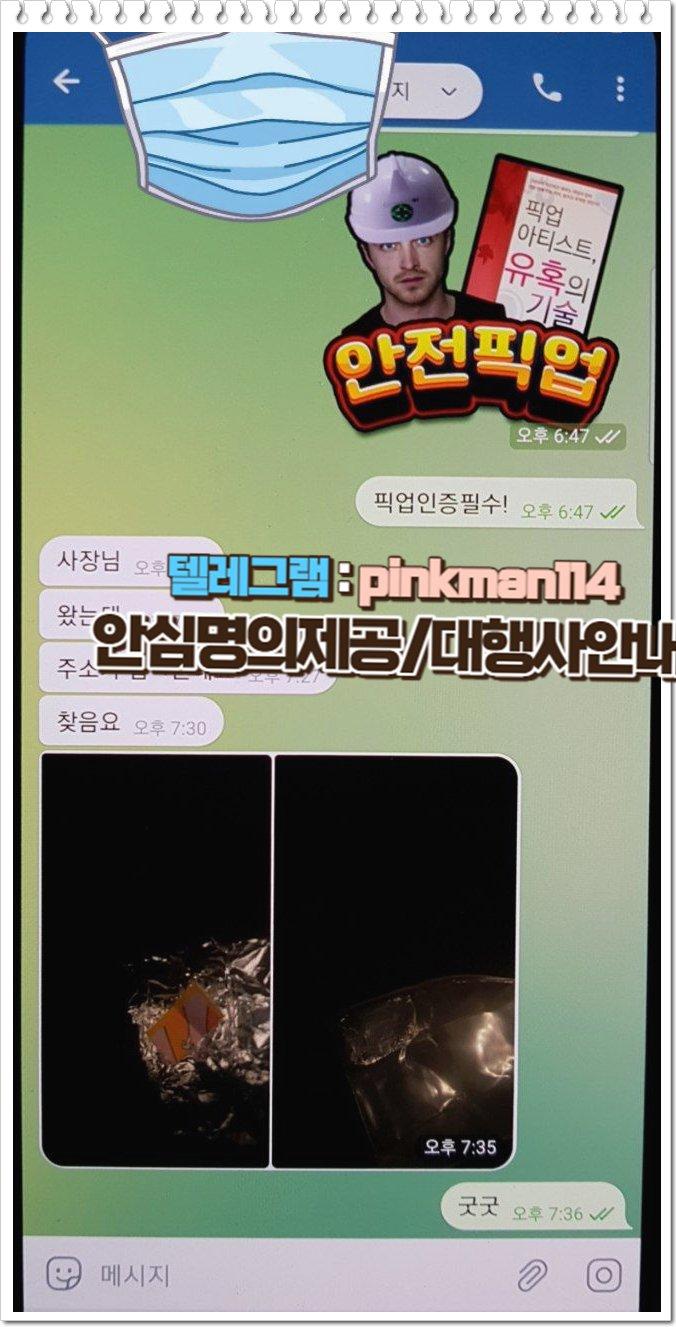 지
픽업
아티스트,
유혹의
기술
안전픽업
오후 6:47
픽업인증필수! 오후 6:47
사장님 오후
텔레그램 : pinkman114
안심명의제공/대행사안내
찾음요 오후 7:30
오후 7:35
굿굿 오후 7:36
메시지